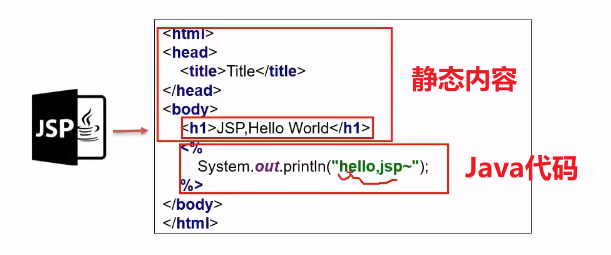 <html>
<head>
<title>Title</title>
</head>
<body>
<h1>JSP,Hello World</h1>
<%
System.out.println("hello,jsp~");
%>
</body>
</html>
静态内容
Java代码
JSP